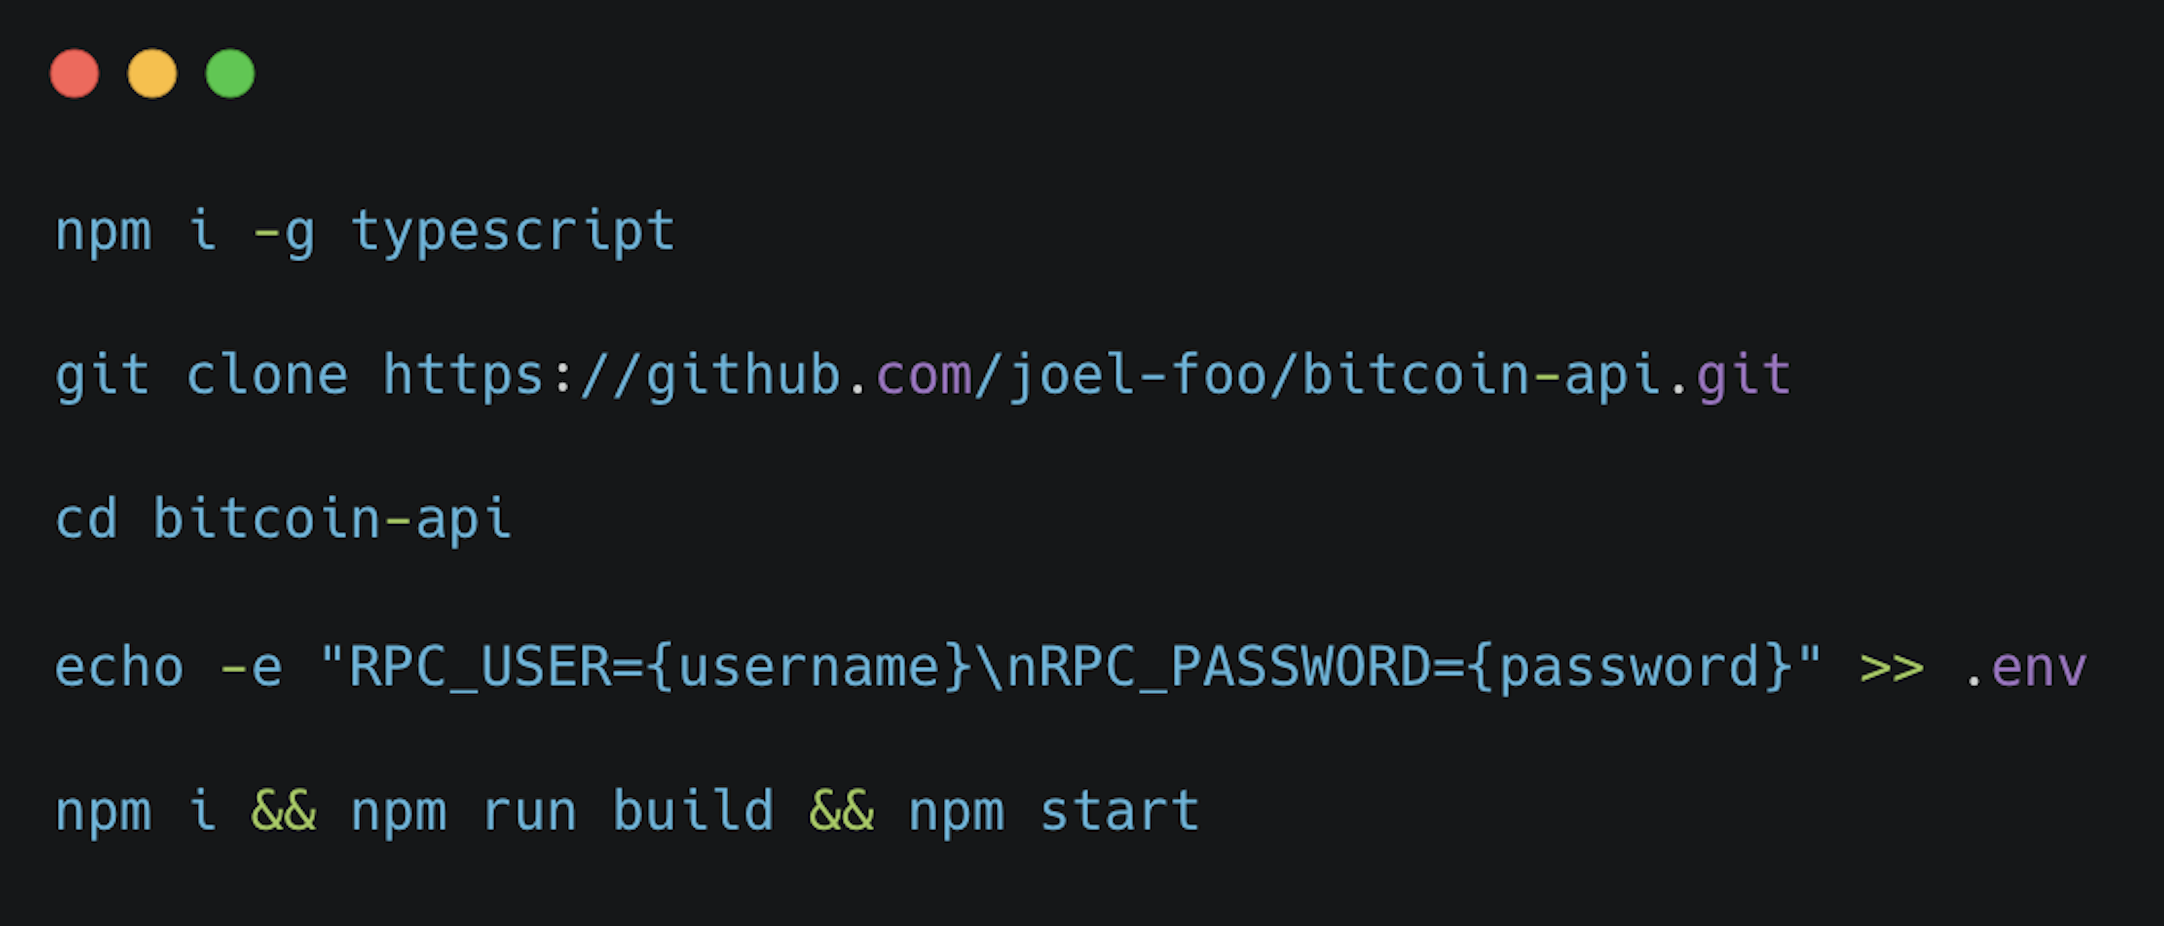 npm i -g typescript
git clone https://github.com/joel-foo/bitcoin-api.git
cd bitcoin-api
echo -e "RPC_USER={username}\nRPC_PASSWORD={password}" >> .env
npm i && npm run build && npm start